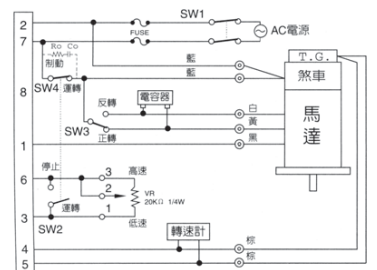 2
7
8
1
6
3
4
5
FUSE
SW1
AC電源
Ro Co
制動
SW4
運轉
藍
藍
T.G.
煞車
馬達
電容器
反轉
SW3
正轉
白
黃
黑
停止
運轉
SW2
3 高速
2
1
低速
VR
20KΩ 1/4W
轉速計
棕
棕